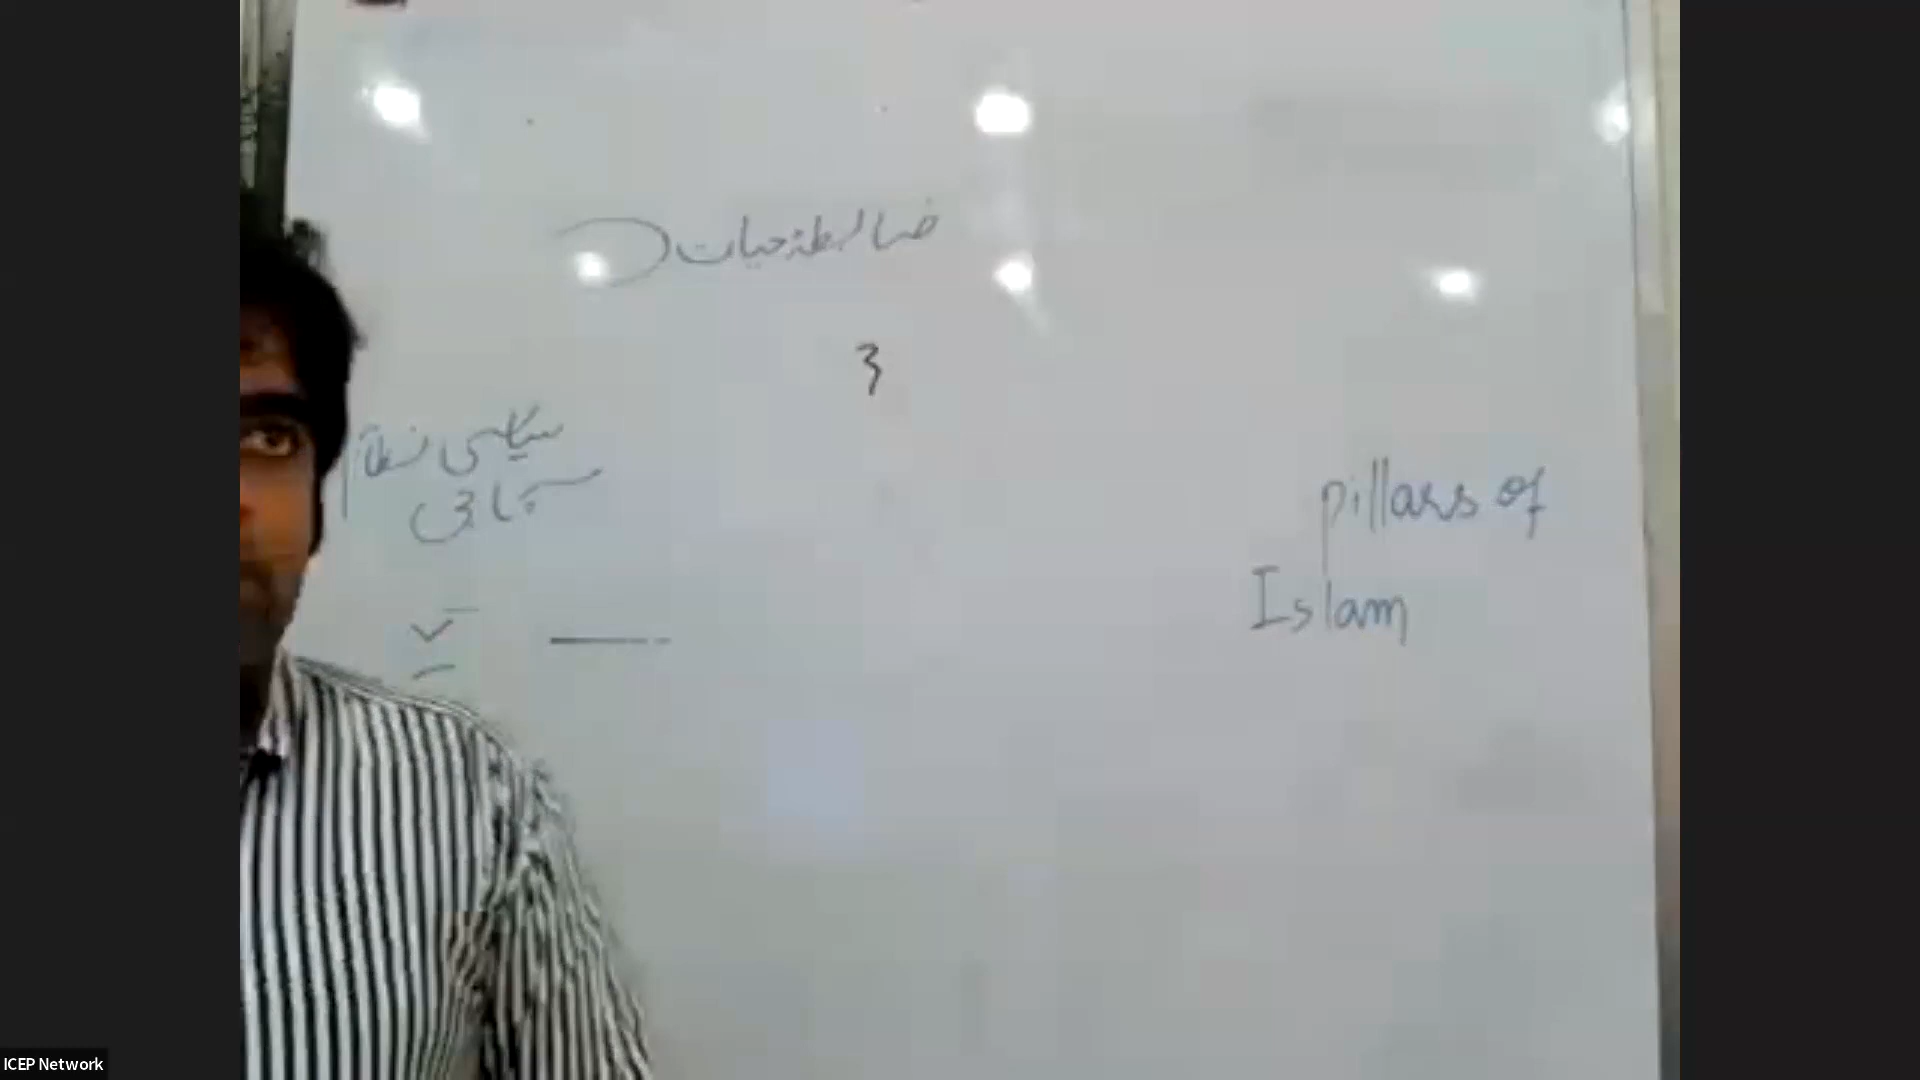 ضابطۂ حیات
3
سیاسی نظام
سماجی
pillars of
Islam
ICEP Network